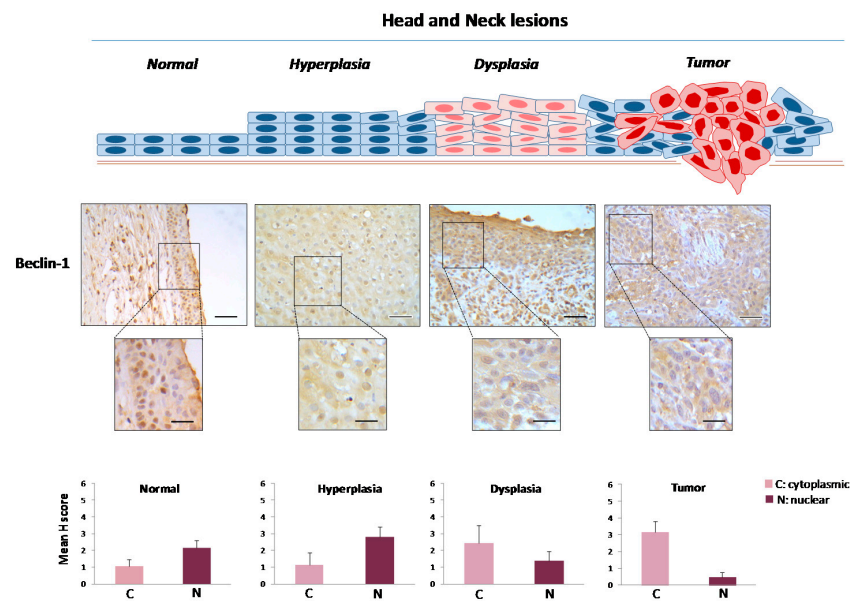 Head and Neck lesions
Normal Hyperplasia Dysplasia Tumor
Beclin-1
Mean H score
6
5
4
3
2
1
0
Normal
C N
6
5
4
3
2
1
0
Hyperplasia
C N
6
5
4
3
2
1
0
Dysplasia
C N
6
5
4
3
2
1
0
Tumor
C N
C: cytoplasmic
N: nuclear